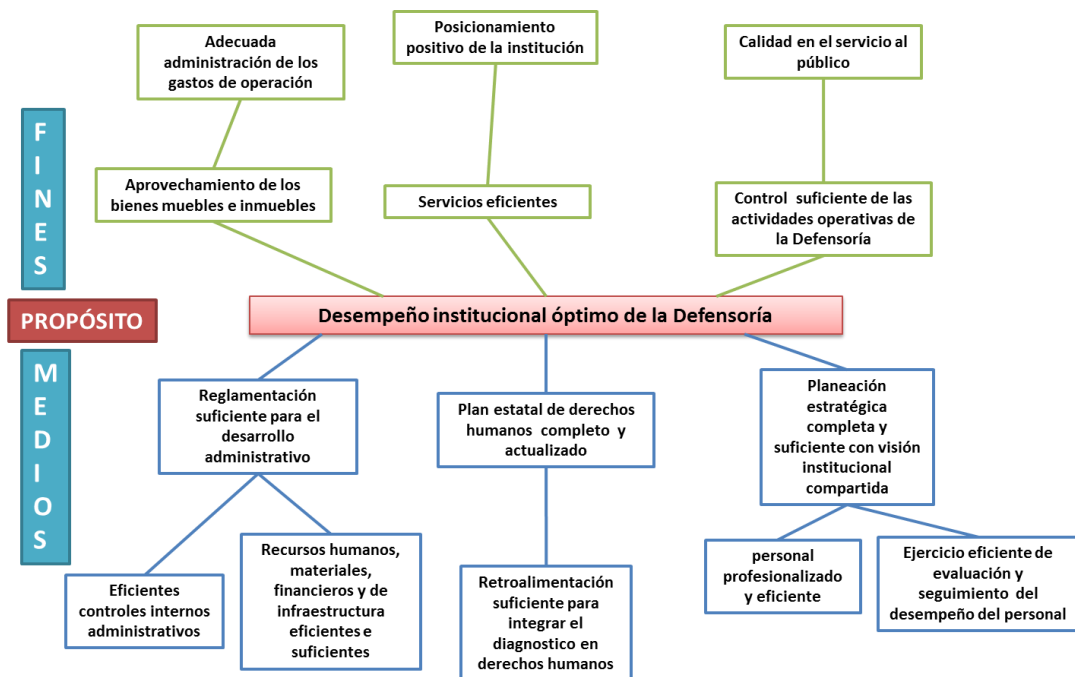 Adecuada
administración de los
gastos de operación
Posicionamiento
positivo de la institución
Calidad en el servicio al
público
F
I
N
E
S
Aprovechamiento de los
bienes muebles e inmuebles
Servicios eficientes
Control suficiente de las
actividades operativas de
la Defensoría
PROPÓSITO
Desempeño institucional óptimo de la Defensoría
M
E
D
I
O
S
Reglamentación
suficiente para el
desarrollo
administrativo
Plan estatal de derechos
humanos completo y
actualizado
Planeación
estratégica
completa y
suficiente con visión
institucional
compartida
Eficientes
controles internos
administrativos
Recursos humanos,
materiales,
financieros y de
infraestructura
eficientes e
suficientes
Retroalimentación
suficiente para
integrar el
diagnostico en
derechos humanos
personal
profesionalizado
y eficiente
Ejercicio eficiente de
evaluación y
seguimiento del
desempeño del personal